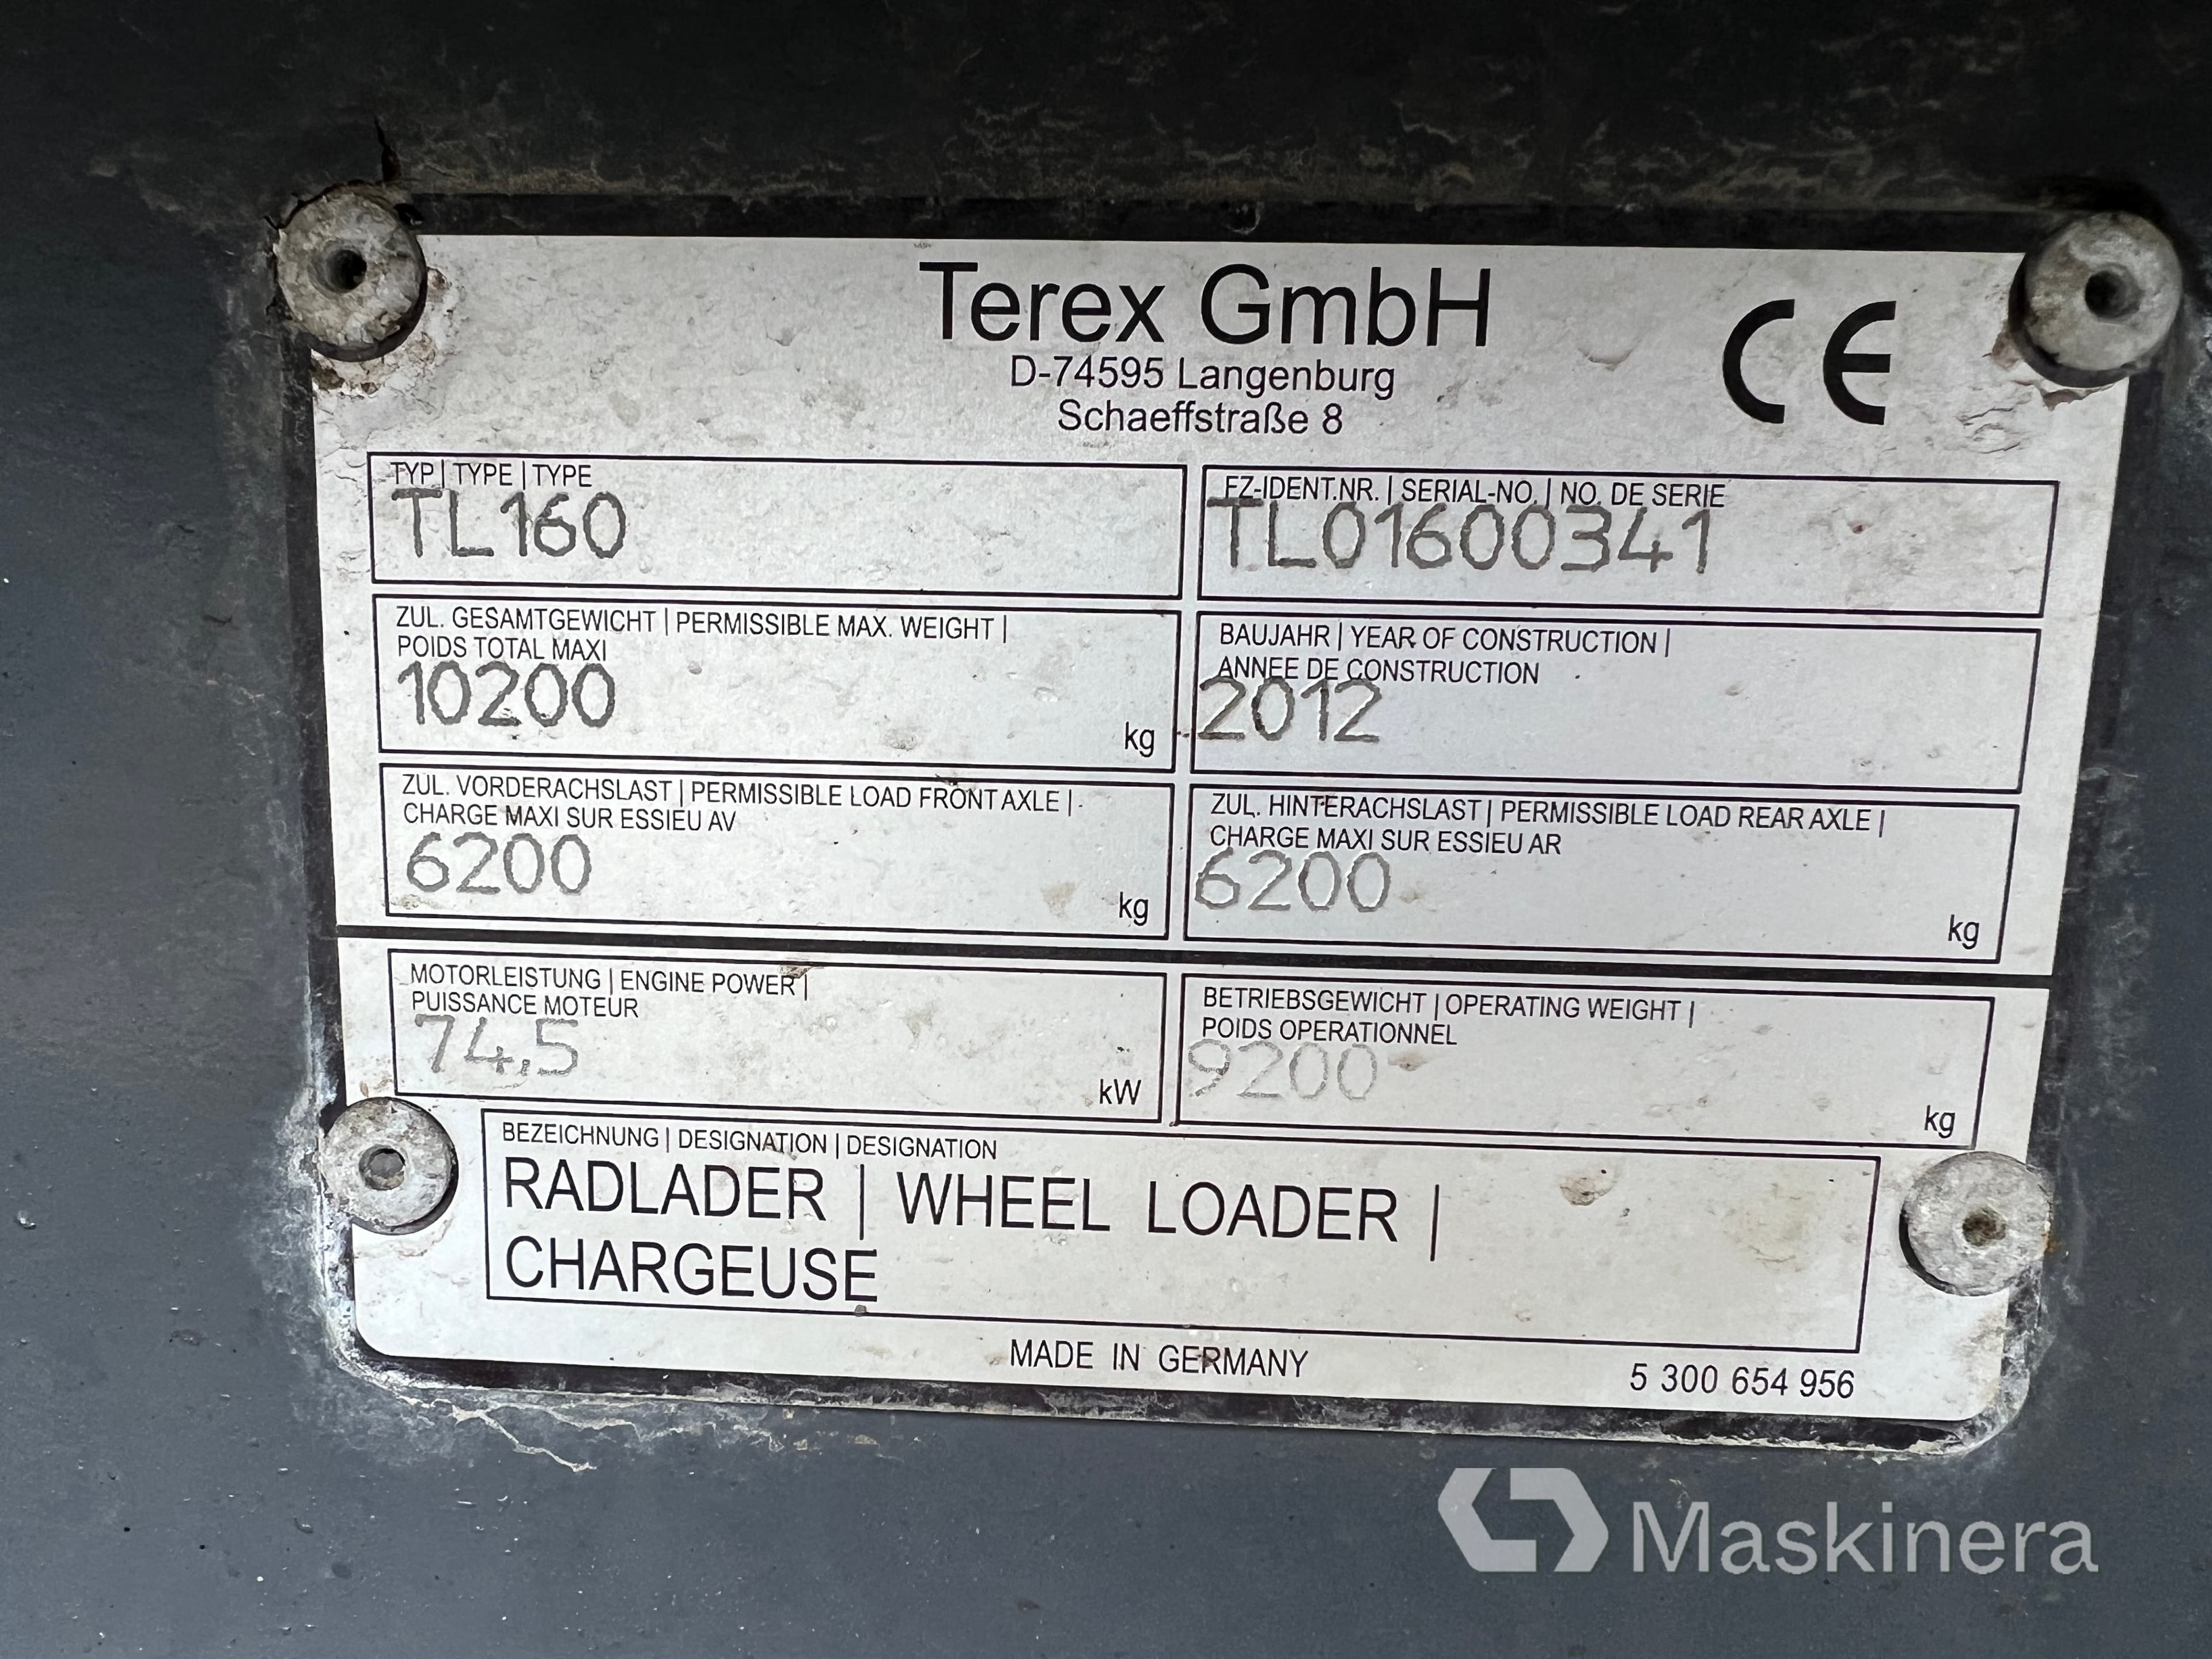 Terex GmbH
CE
D-74595 Langenburg
Schaeffstraße 8
TYP | TYPE | TYPE
TL160
FZ-IDENT.NR. | SERIAL-NO. | NO. DE SERIE
TL01600341
ZUL. GESAMTGEWICHT | PERMISSIBLE MAX. WEIGHT |
POIDS TOTAL MAXI
10200
kg
BAUJAHR | YEAR OF CONSTRUCTION |
ANNEE DE CONSTRUCTION
2012
ZUL. VORDERACHSLAST | PERMISSIBLE LOAD FRONT AXLE |
CHARGE MAXI SUR ESSIEU AV
6200
kg
ZUL. HINTERACHSLAST | PERMISSIBLE LOAD REAR AXLE |
CHARGE MAXI SUR ESSIEU AR
6200
kg
MOTORLEISTUNG | ENGINE POWER |
PUISSANCE MOTEUR
74,5
kW
BETRIEBSGEWICHT | OPERATING WEIGHT |
POIDS OPERATIONNEL
9200
kg
BEZEICHNUNG | DESIGNATION | DESIGNATION
RADLADER | WHEEL LOADER |
CHARGEUSE
MADE IN GERMANY
5 300 654 956
Maskinera